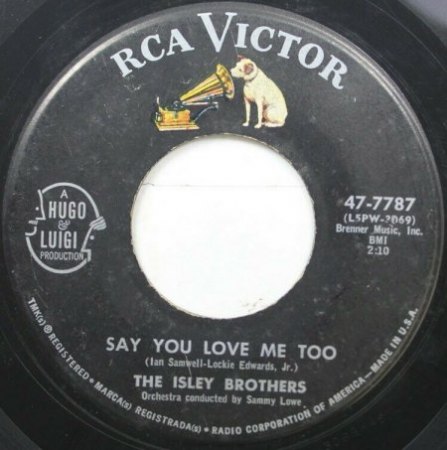 RCA VICTOR
A
HUGO
&
LUIGI
PRODUCTION
47-7787
(L5PW-3069)
Brenner Music, Inc.
BMI
2:10
SAY YOU LOVE ME TOO
(Ian Samwell-Lockie Edwards, Jr.)
THE ISLEY BROTHERS
Orchestra conducted by Sammy Lowe
TMK(s) ® REGISTERED • MARCA(s) REGISTRADA(s) • RADIO CORPORATION OF AMERICA—MADE IN U.S.A.